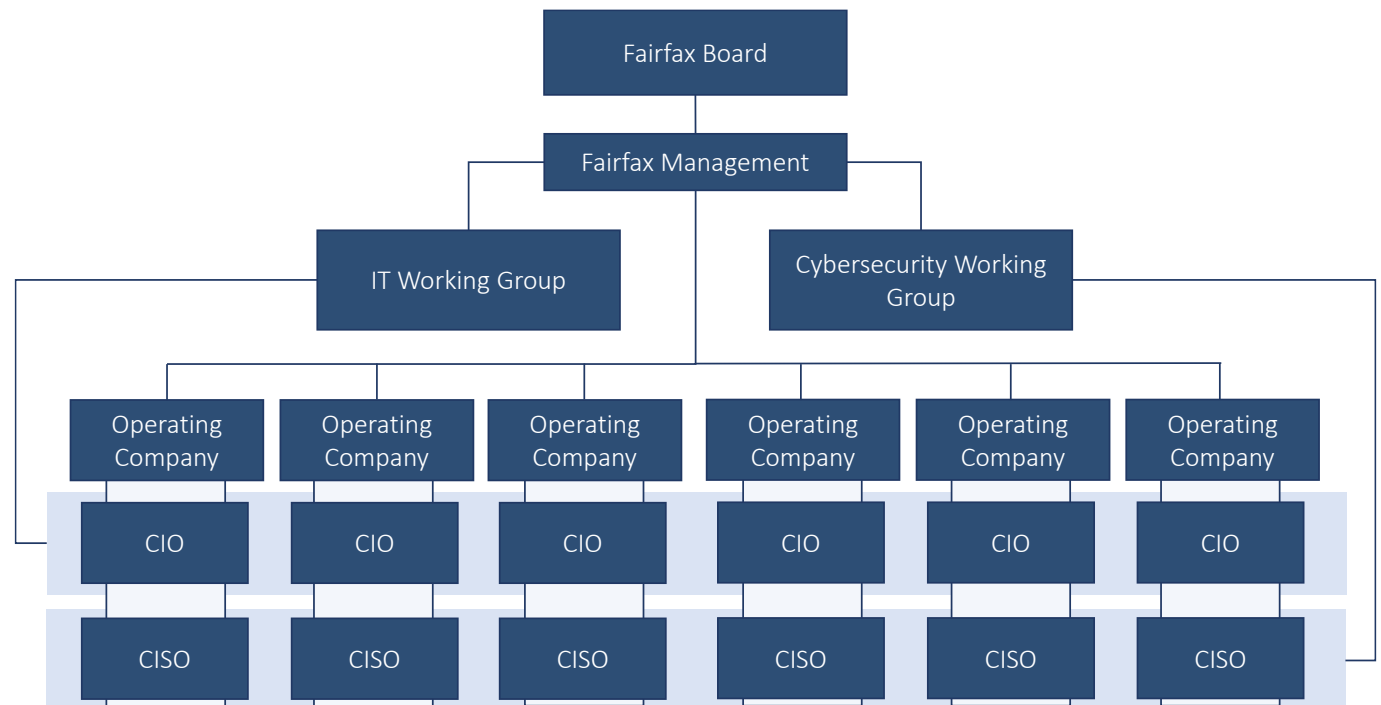 Fairfax Board
Fairfax Management
IT Working Group
Cybersecurity Working
Group
Operating
Company
Operating
Company
Operating
Company
Operating
Company
Operating
Company
Operating
Company
CIO
CIO
CIO
CIO
CIO
CIO
CISO
CISO
CISO
CISO
CISO
CISO